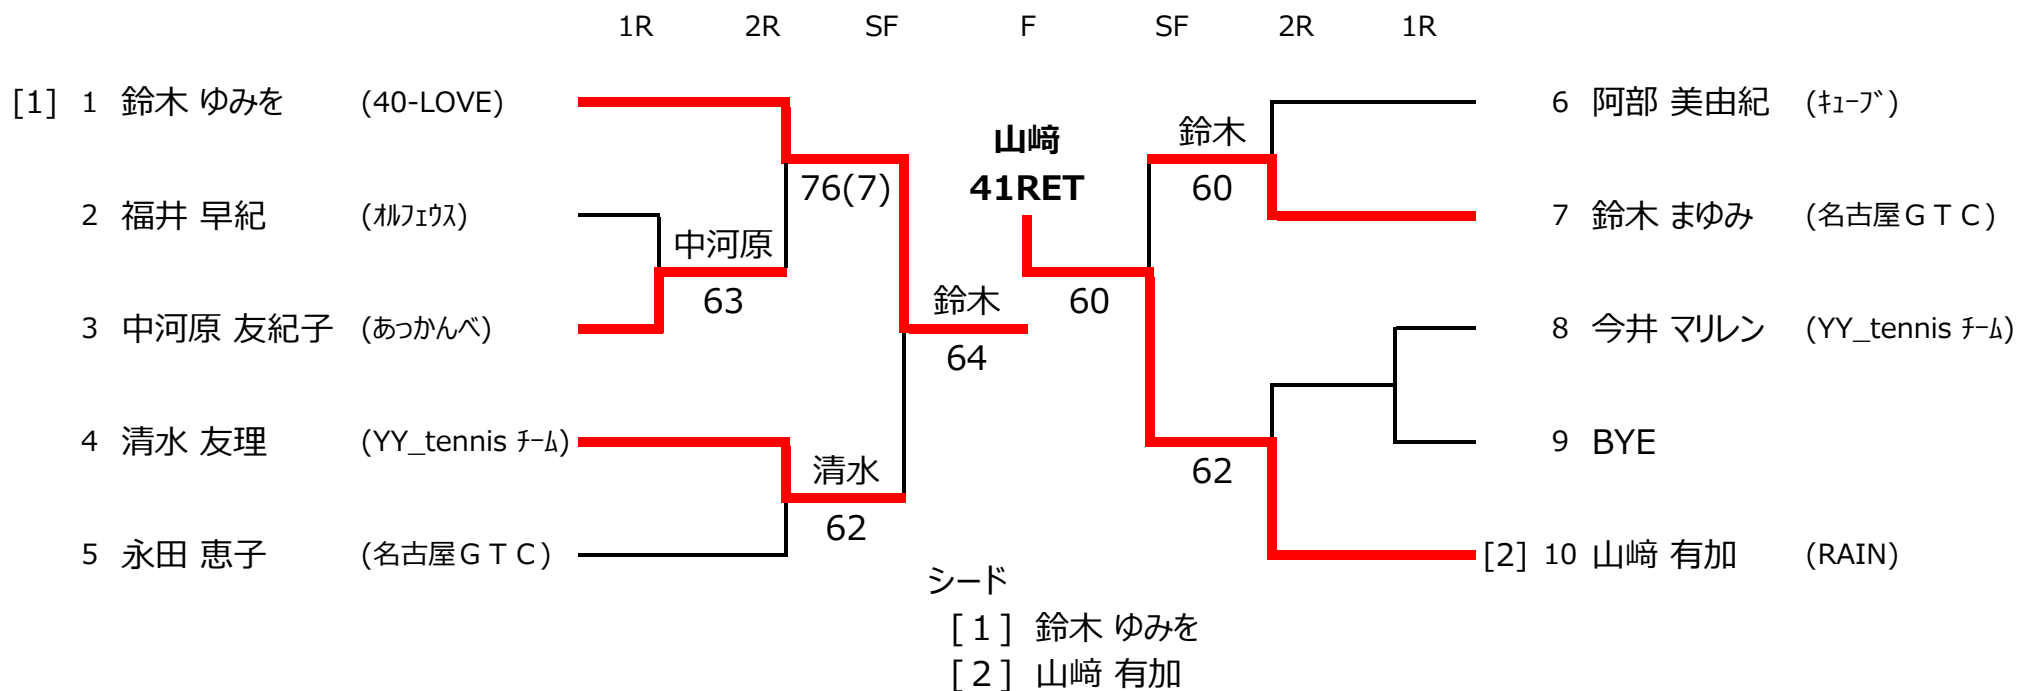 1R 2R SF F SF 2R 1R
[1] 1 鈴木 ゆみを (40-LOVE)
6 阿部 美由紀 (ｷｭｰﾌﾞ)
鈴木
山﨑
76(7)
41RET
60
2 福井 早紀 (ｵﾙﾌｪｳｽ)
7 鈴木 まゆみ (名古屋ＧＴＣ)
中河原
63
鈴木
60
3 中河原 友紀子 (あっかんべ)
8 今井 マリレン (YY_tennis ﾁｰﾑ)
64
4 清水 友理 (YY_tennis ﾁｰﾑ)
9 BYE
清水
62
62
5 永田 恵子 (名古屋ＧＴＣ)
[2] 10 山﨑 有加 (RAIN)
シード
[１] 鈴木 ゆみを
[２] 山﨑 有加